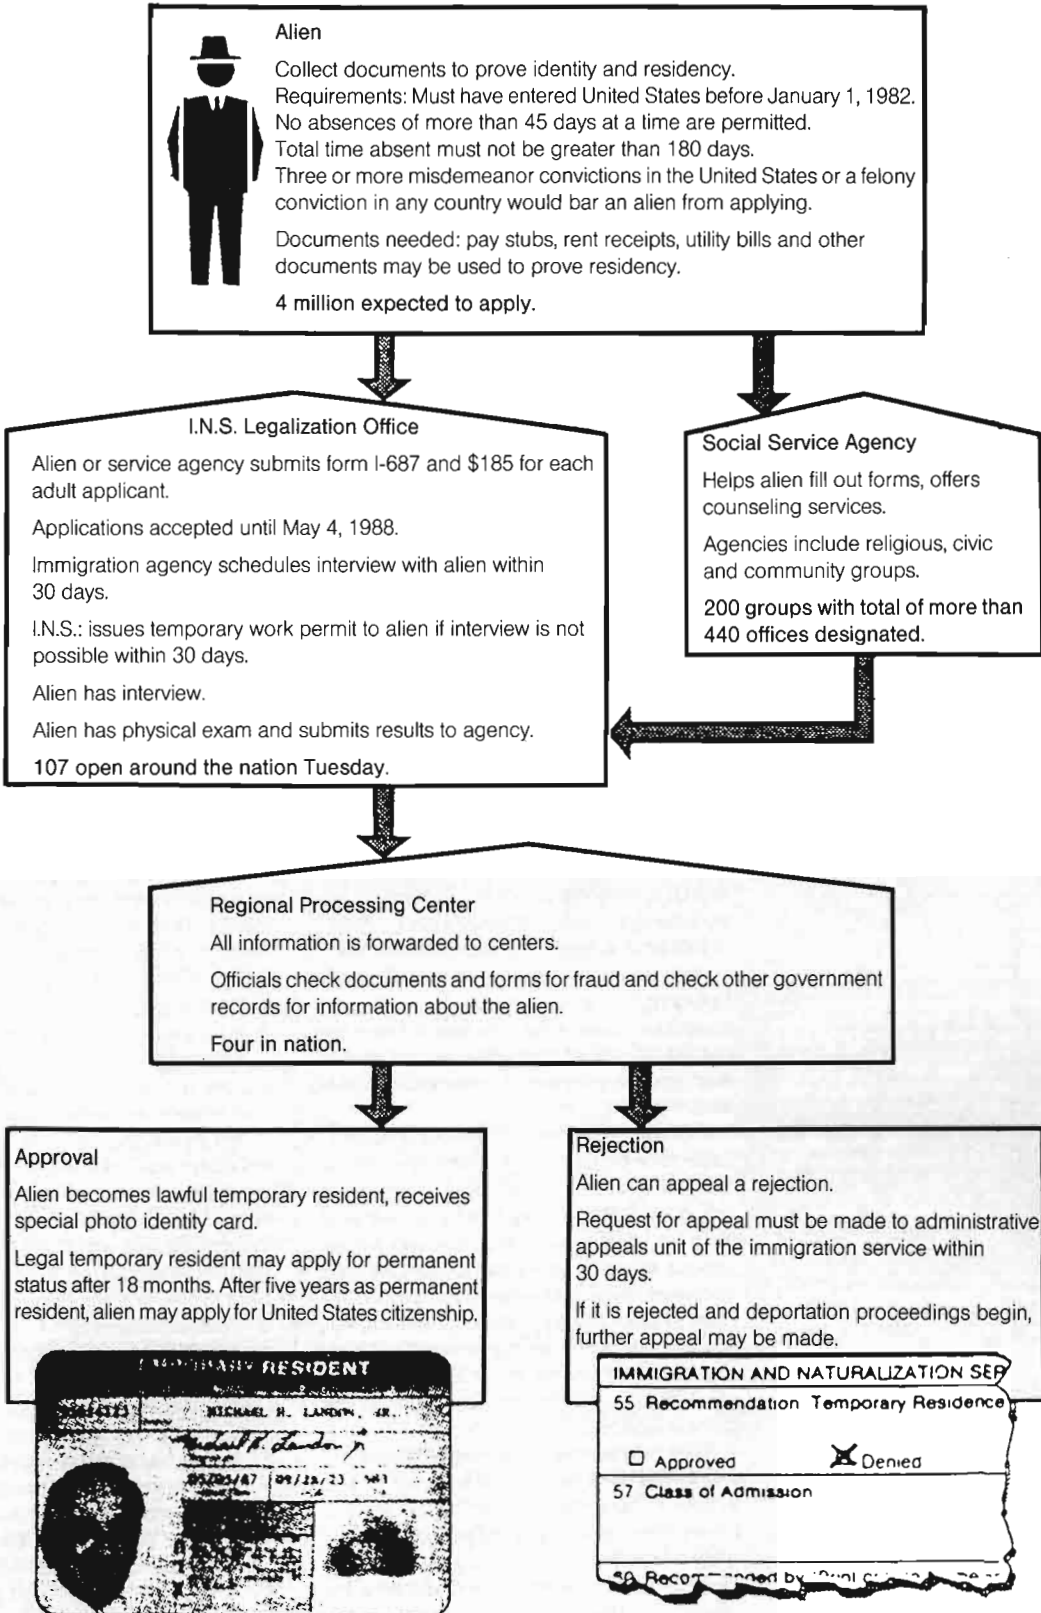 Alien
Collect documents to prove identity and residency.
Requirements: Must have entered United States before January 1, 1982.
No absences of more than 45 days at a time are permitted.
Total time absent must not be greater than 180 days.
Three or more misdemeanor convictions in the United States or a felony
conviction in any country would bar an alien from applying.
Documents needed: pay stubs, rent receipts, utility bills and other
documents may be used to prove residency.
4 million expected to apply.
I.N.S. Legalization Office
Alien or service agency submits form I-687 and $185 for each
adult applicant.
Applications accepted until May 4, 1988.
Immigration agency schedules interview with alien within
30 days.
I.N.S.: issues temporary work permit to alien if interview is not
possible within 30 days.
Alien has interview.
Alien has physical exam and submits results to agency.
107 open around the nation Tuesday.
Social Service Agency
Helps alien fill out forms, offers
counseling services.
Agencies include religious, civic
and community groups.
200 groups with total of more than
440 offices designated.
Regional Processing Center
All information is forwarded to centers.
Officials check documents and forms for fraud and check other government
records for information about the alien.
Four in nation.
Approval
Alien becomes lawful temporary resident, receives
special photo identity card.
Legal temporary resident may apply for permanent
status after 18 months. After five years as permanent
resident, alien may apply for United States citizenship.
TEMPORARY RESIDENT
MICHAEL H. LANDON, JR.
Landon jr
Rejection
Alien can appeal a rejection.
Request for appeal must be made to administrative
appeals unit of the immigration service within
30 days.
If it is rejected and deportation proceedings begin,
further appeal may be made.
IMMIGRATION AND NATURALIZATION SER
55 Recommendation Temporary Residence
Approved Denied
57 Class of Admission